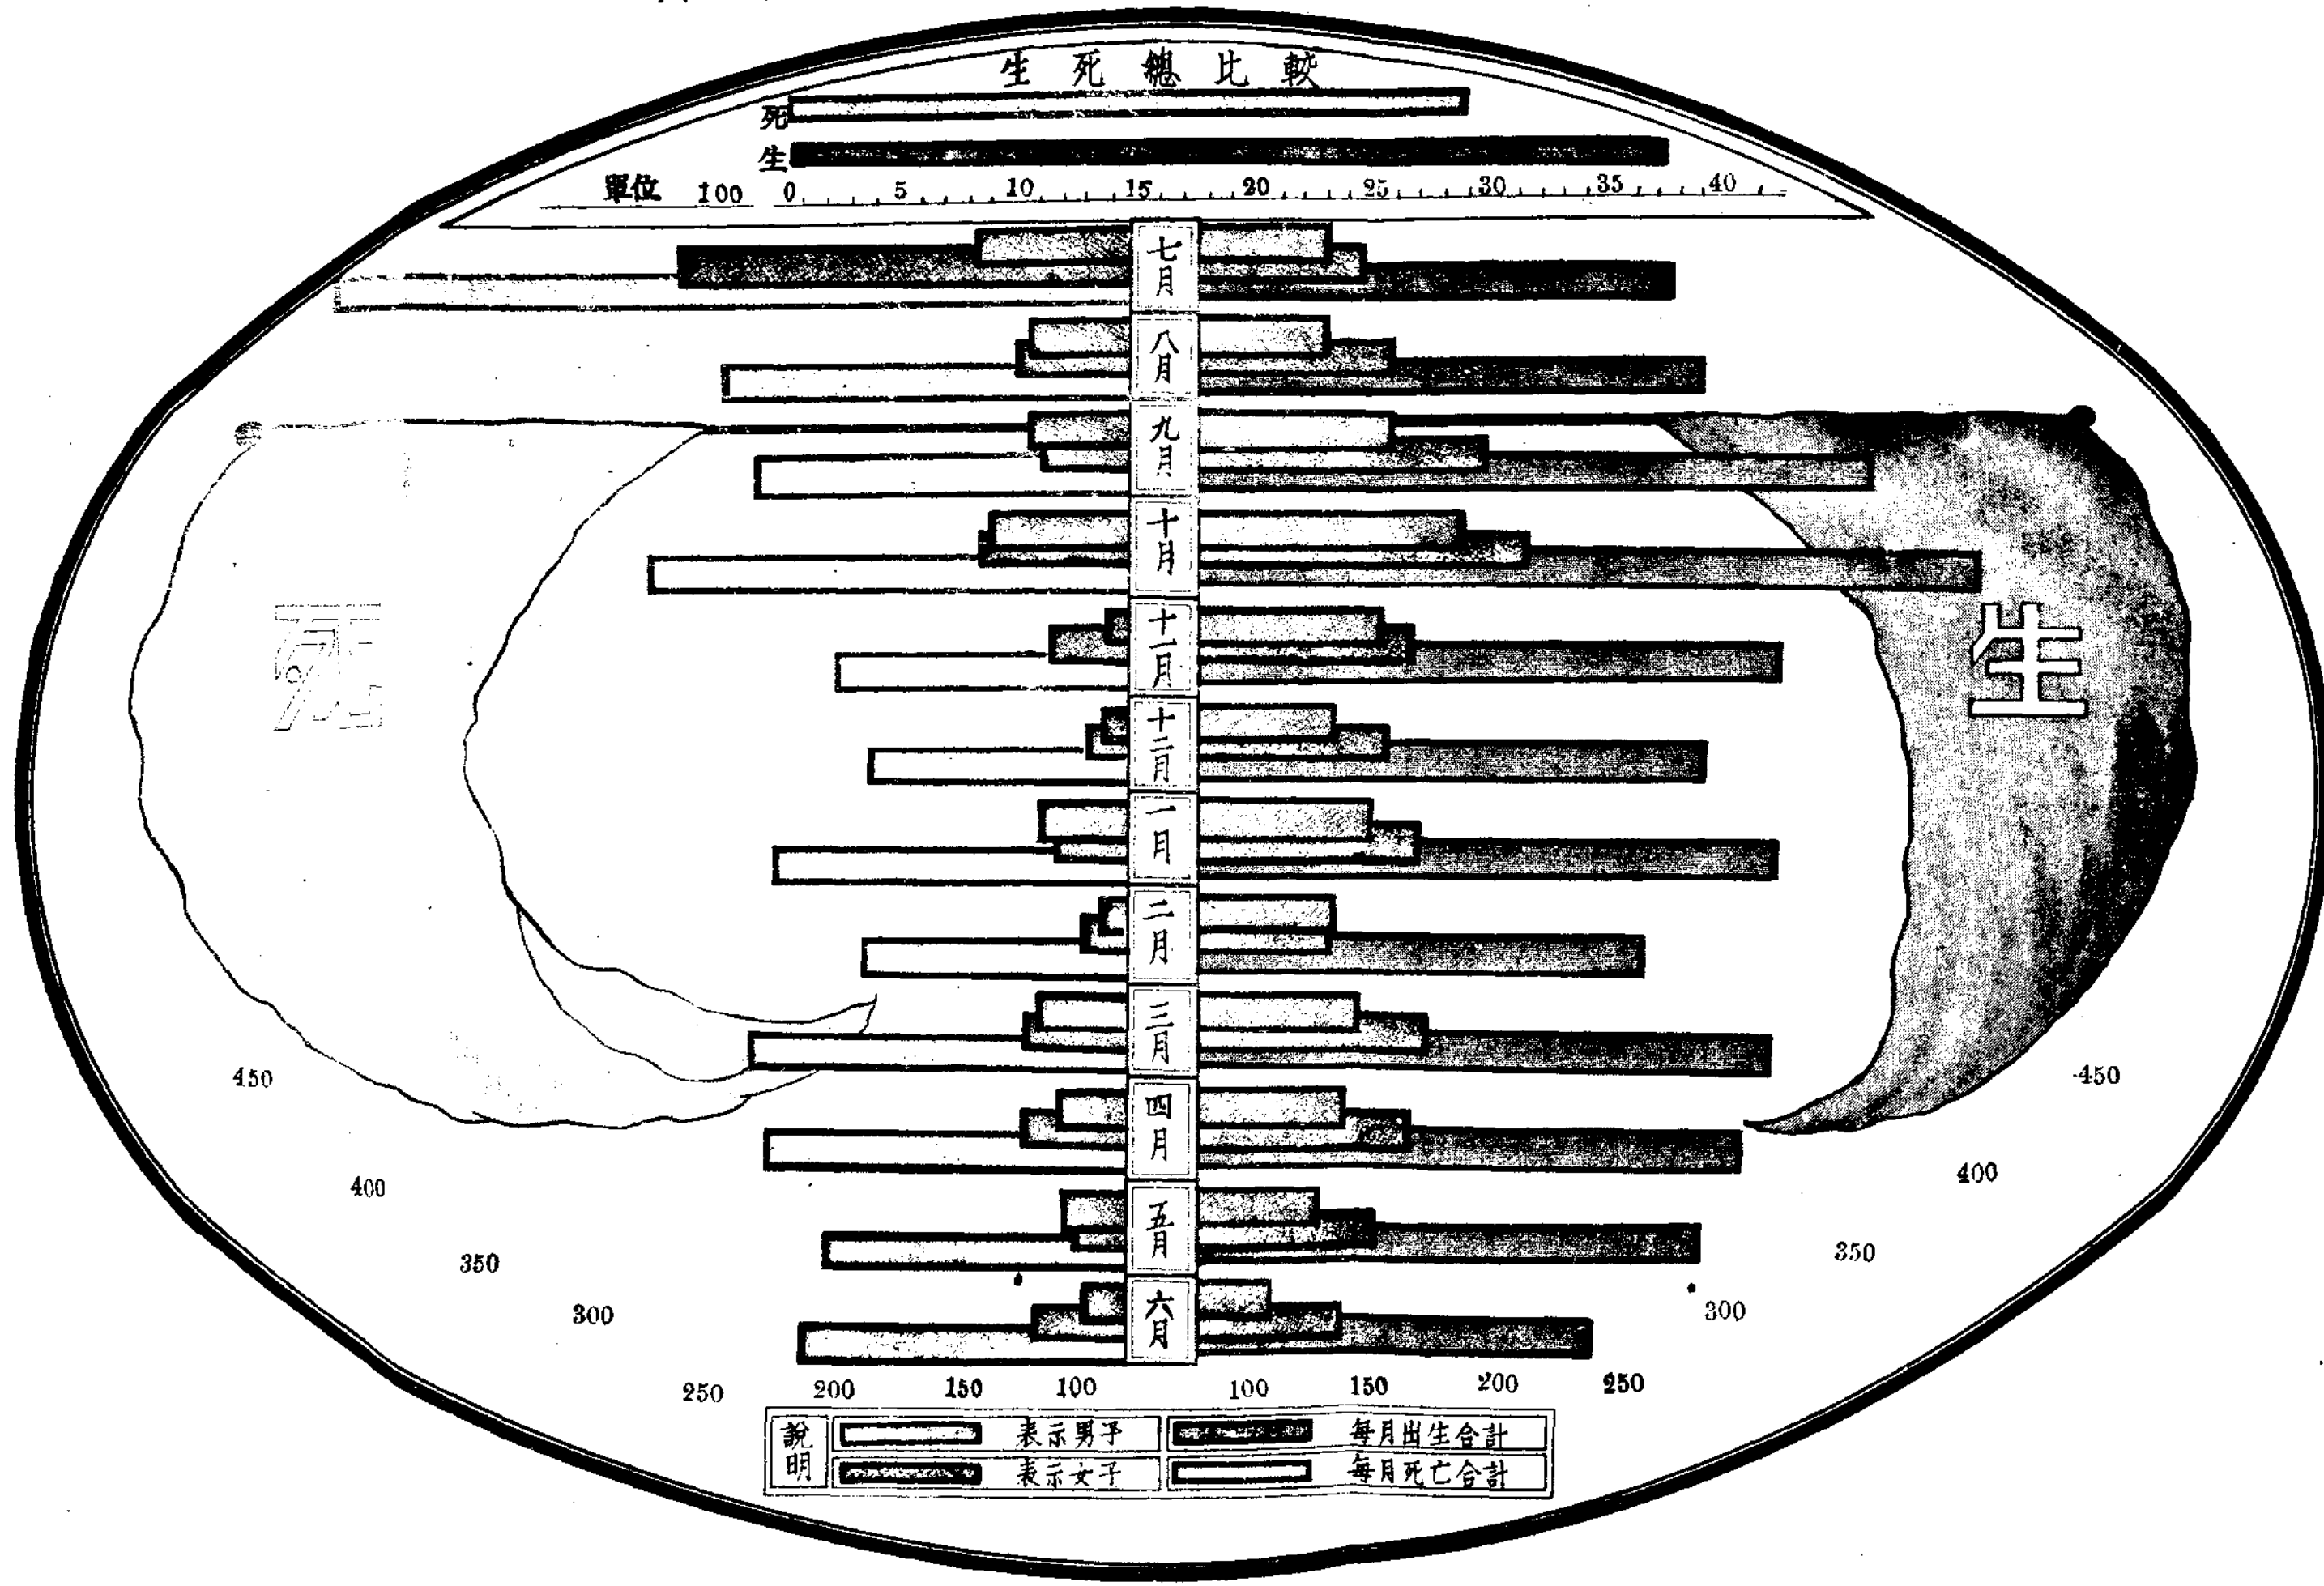 生死總比較
死
生
單位 100 0 5 10 15 20 25 30 35 40
七月
八月
九月
十月
十一月
十二月
一月
二月
三月
四月
五月
六月
死
生
450 400 350 300 250 200 150 100
100 150 200 250 300 350 400 450
說明
表示男子 每月出生合計
表示女子 每月死亡合計